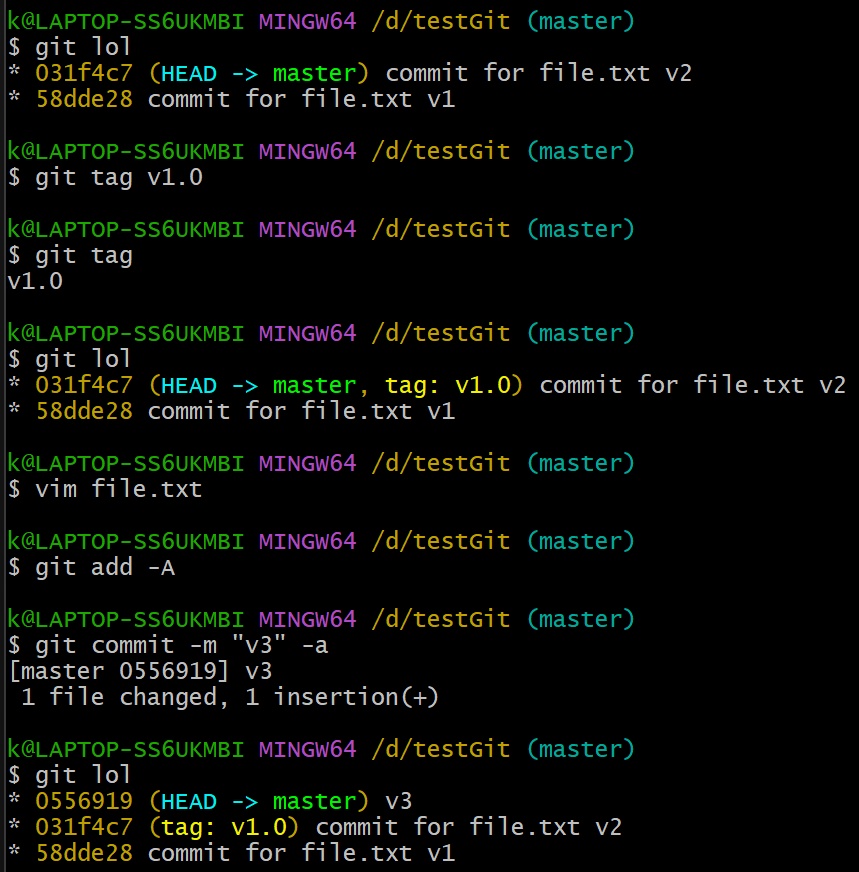 k@LAPTOP-SS6UKMBI MINGW64 /d/testGit (master)
$ git lol
* 031f4c7 (HEAD -> master) commit for file.txt v2
* 58dde28 commit for file.txt v1
k@LAPTOP-SS6UKMBI MINGW64 /d/testGit (master)
$ git tag v1.0
k@LAPTOP-SS6UKMBI MINGW64 /d/testGit (master)
$ git tag
v1.0
k@LAPTOP-SS6UKMBI MINGW64 /d/testGit (master)
$ git lol
* 031f4c7 (HEAD -> master, tag: v1.0) commit for file.txt v2
* 58dde28 commit for file.txt v1
k@LAPTOP-SS6UKMBI MINGW64 /d/testGit (master)
$ vim file.txt
k@LAPTOP-SS6UKMBI MINGW64 /d/testGit (master)
$ git add -A
k@LAPTOP-SS6UKMBI MINGW64 /d/testGit (master)
$ git commit -m "v3" -a
[master 0556919] v3
 1 file changed, 1 insertion(+)
k@LAPTOP-SS6UKMBI MINGW64 /d/testGit (master)
$ git lol
* 0556919 (HEAD -> master) v3
* 031f4c7 (tag: v1.0) commit for file.txt v2
* 58dde28 commit for file.txt v1